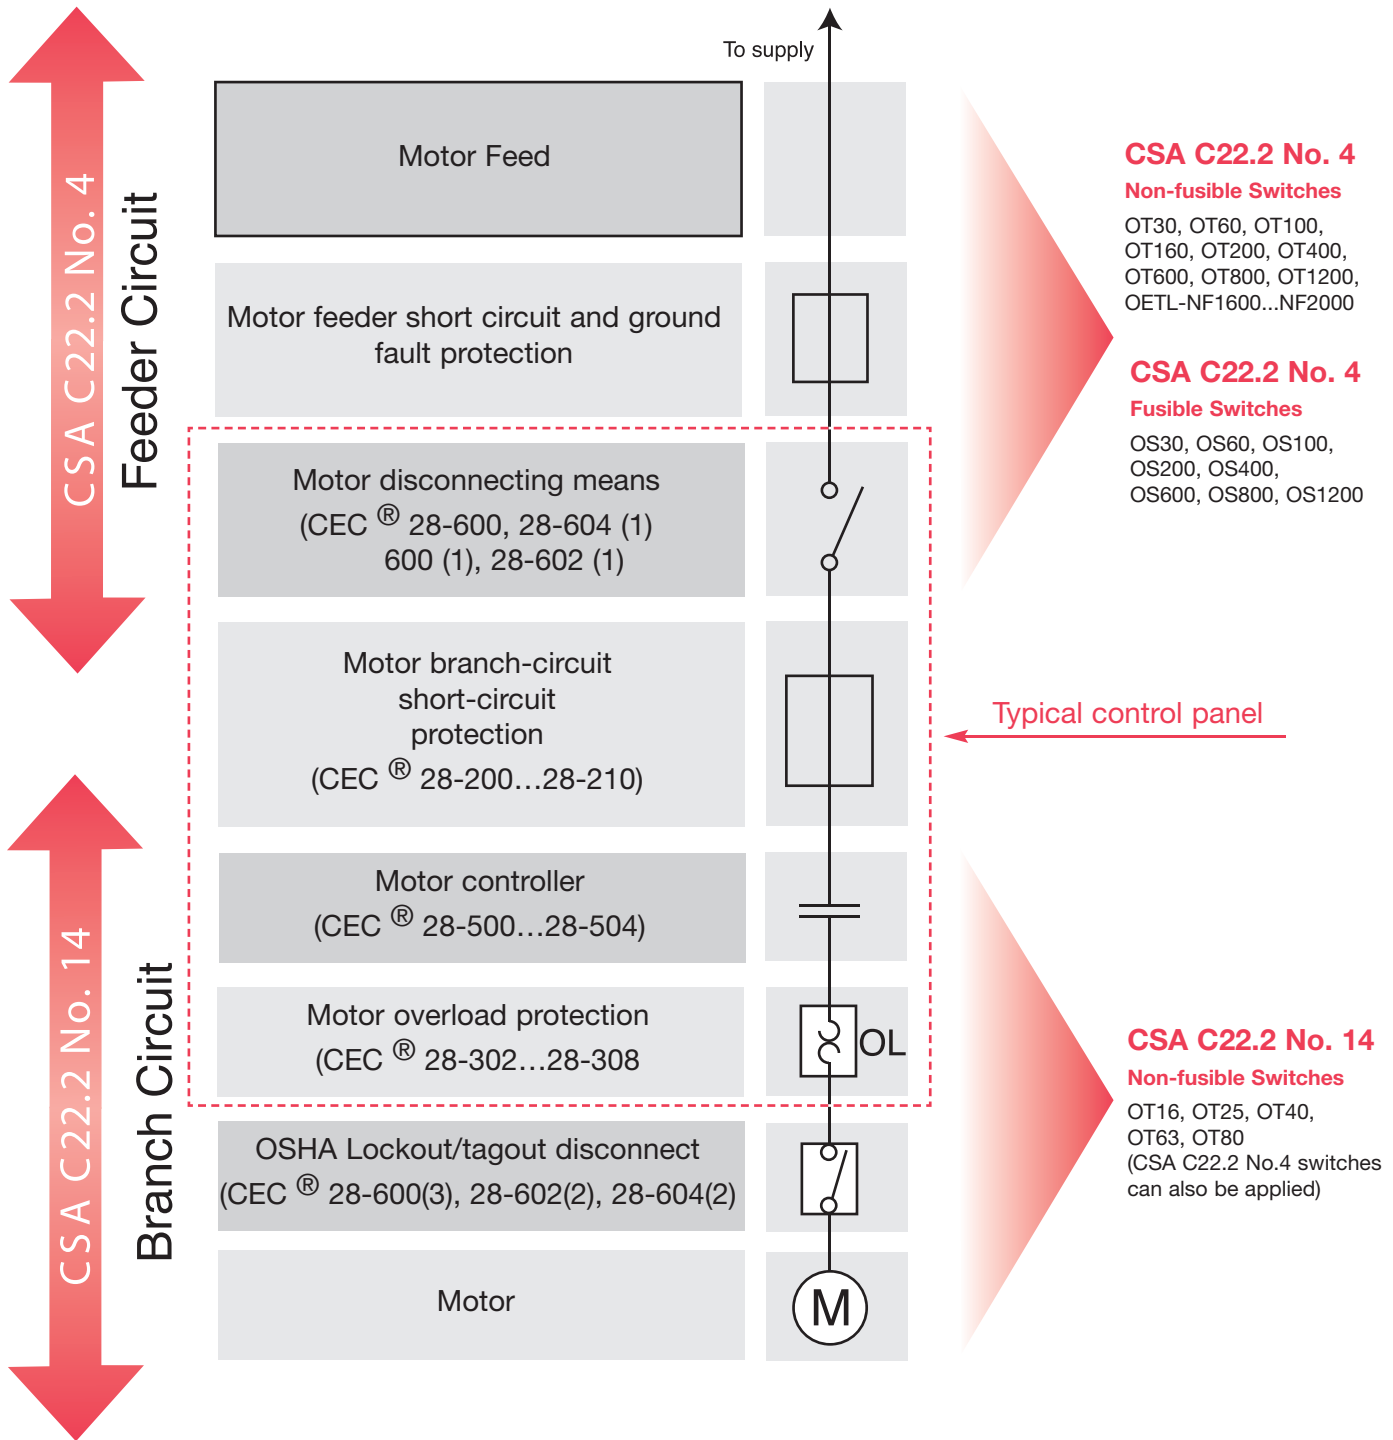 To supply
CSA C22.2 No. 4
Feeder Circuit
Motor Feed
Motor feeder short circuit and ground
fault protection
Motor disconnecting means
(CEC ® 28-600, 28-604 (1)
600 (1), 28-602 (1)
Motor branch-circuit
short-circuit
protection
(CEC ® 28-200…28-210)
CSA C22.2 No. 14
Branch Circuit
Motor controller
(CEC ® 28-500…28-504)
Motor overload protection
(CEC ® 28-302…28-308
OL
OSHA Lockout/tagout disconnect
(CEC ® 28-600(3), 28-602(2), 28-604(2)
Motor
M
CSA C22.2 No. 4
Non-fusible Switches
OT30, OT60, OT100,
OT160, OT200, OT400,
OT600, OT800, OT1200,
OETL-NF1600...NF2000
CSA C22.2 No. 4
Fusible Switches
OS30, OS60, OS100,
OS200, OS400,
OS600, OS800, OS1200
Typical control panel
CSA C22.2 No. 14
Non-fusible Switches
OT16, OT25, OT40,
OT63, OT80
(CSA C22.2 No.4 switches
can also be applied)